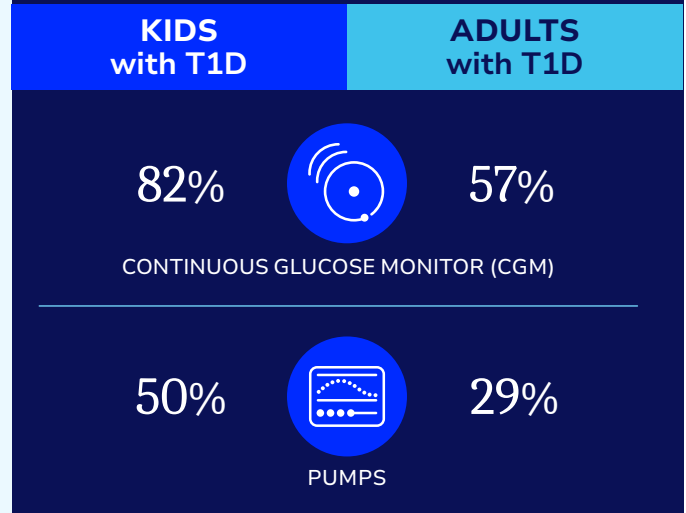 KIDS
with T1D
ADULTS
with T1D
82%
57%
CONTINUOUS GLUCOSE MONITOR (CGM)
50%
29%
PUMPS